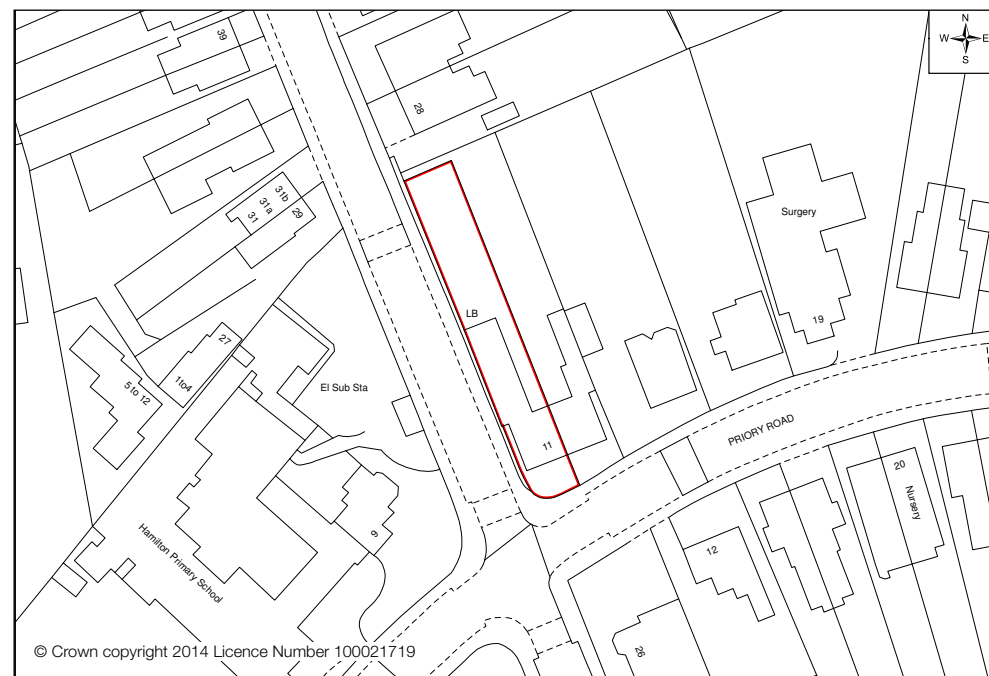 N
W E
S
39
28
31b
31a
29
31
Surgery
19
LB
27
1to4
5 to 12
El Sub Sta
11
PRIORY ROAD
20
Nursery
12
9
Hamilton Primary School
26
© Crown copyright 2014 Licence Number 100021719